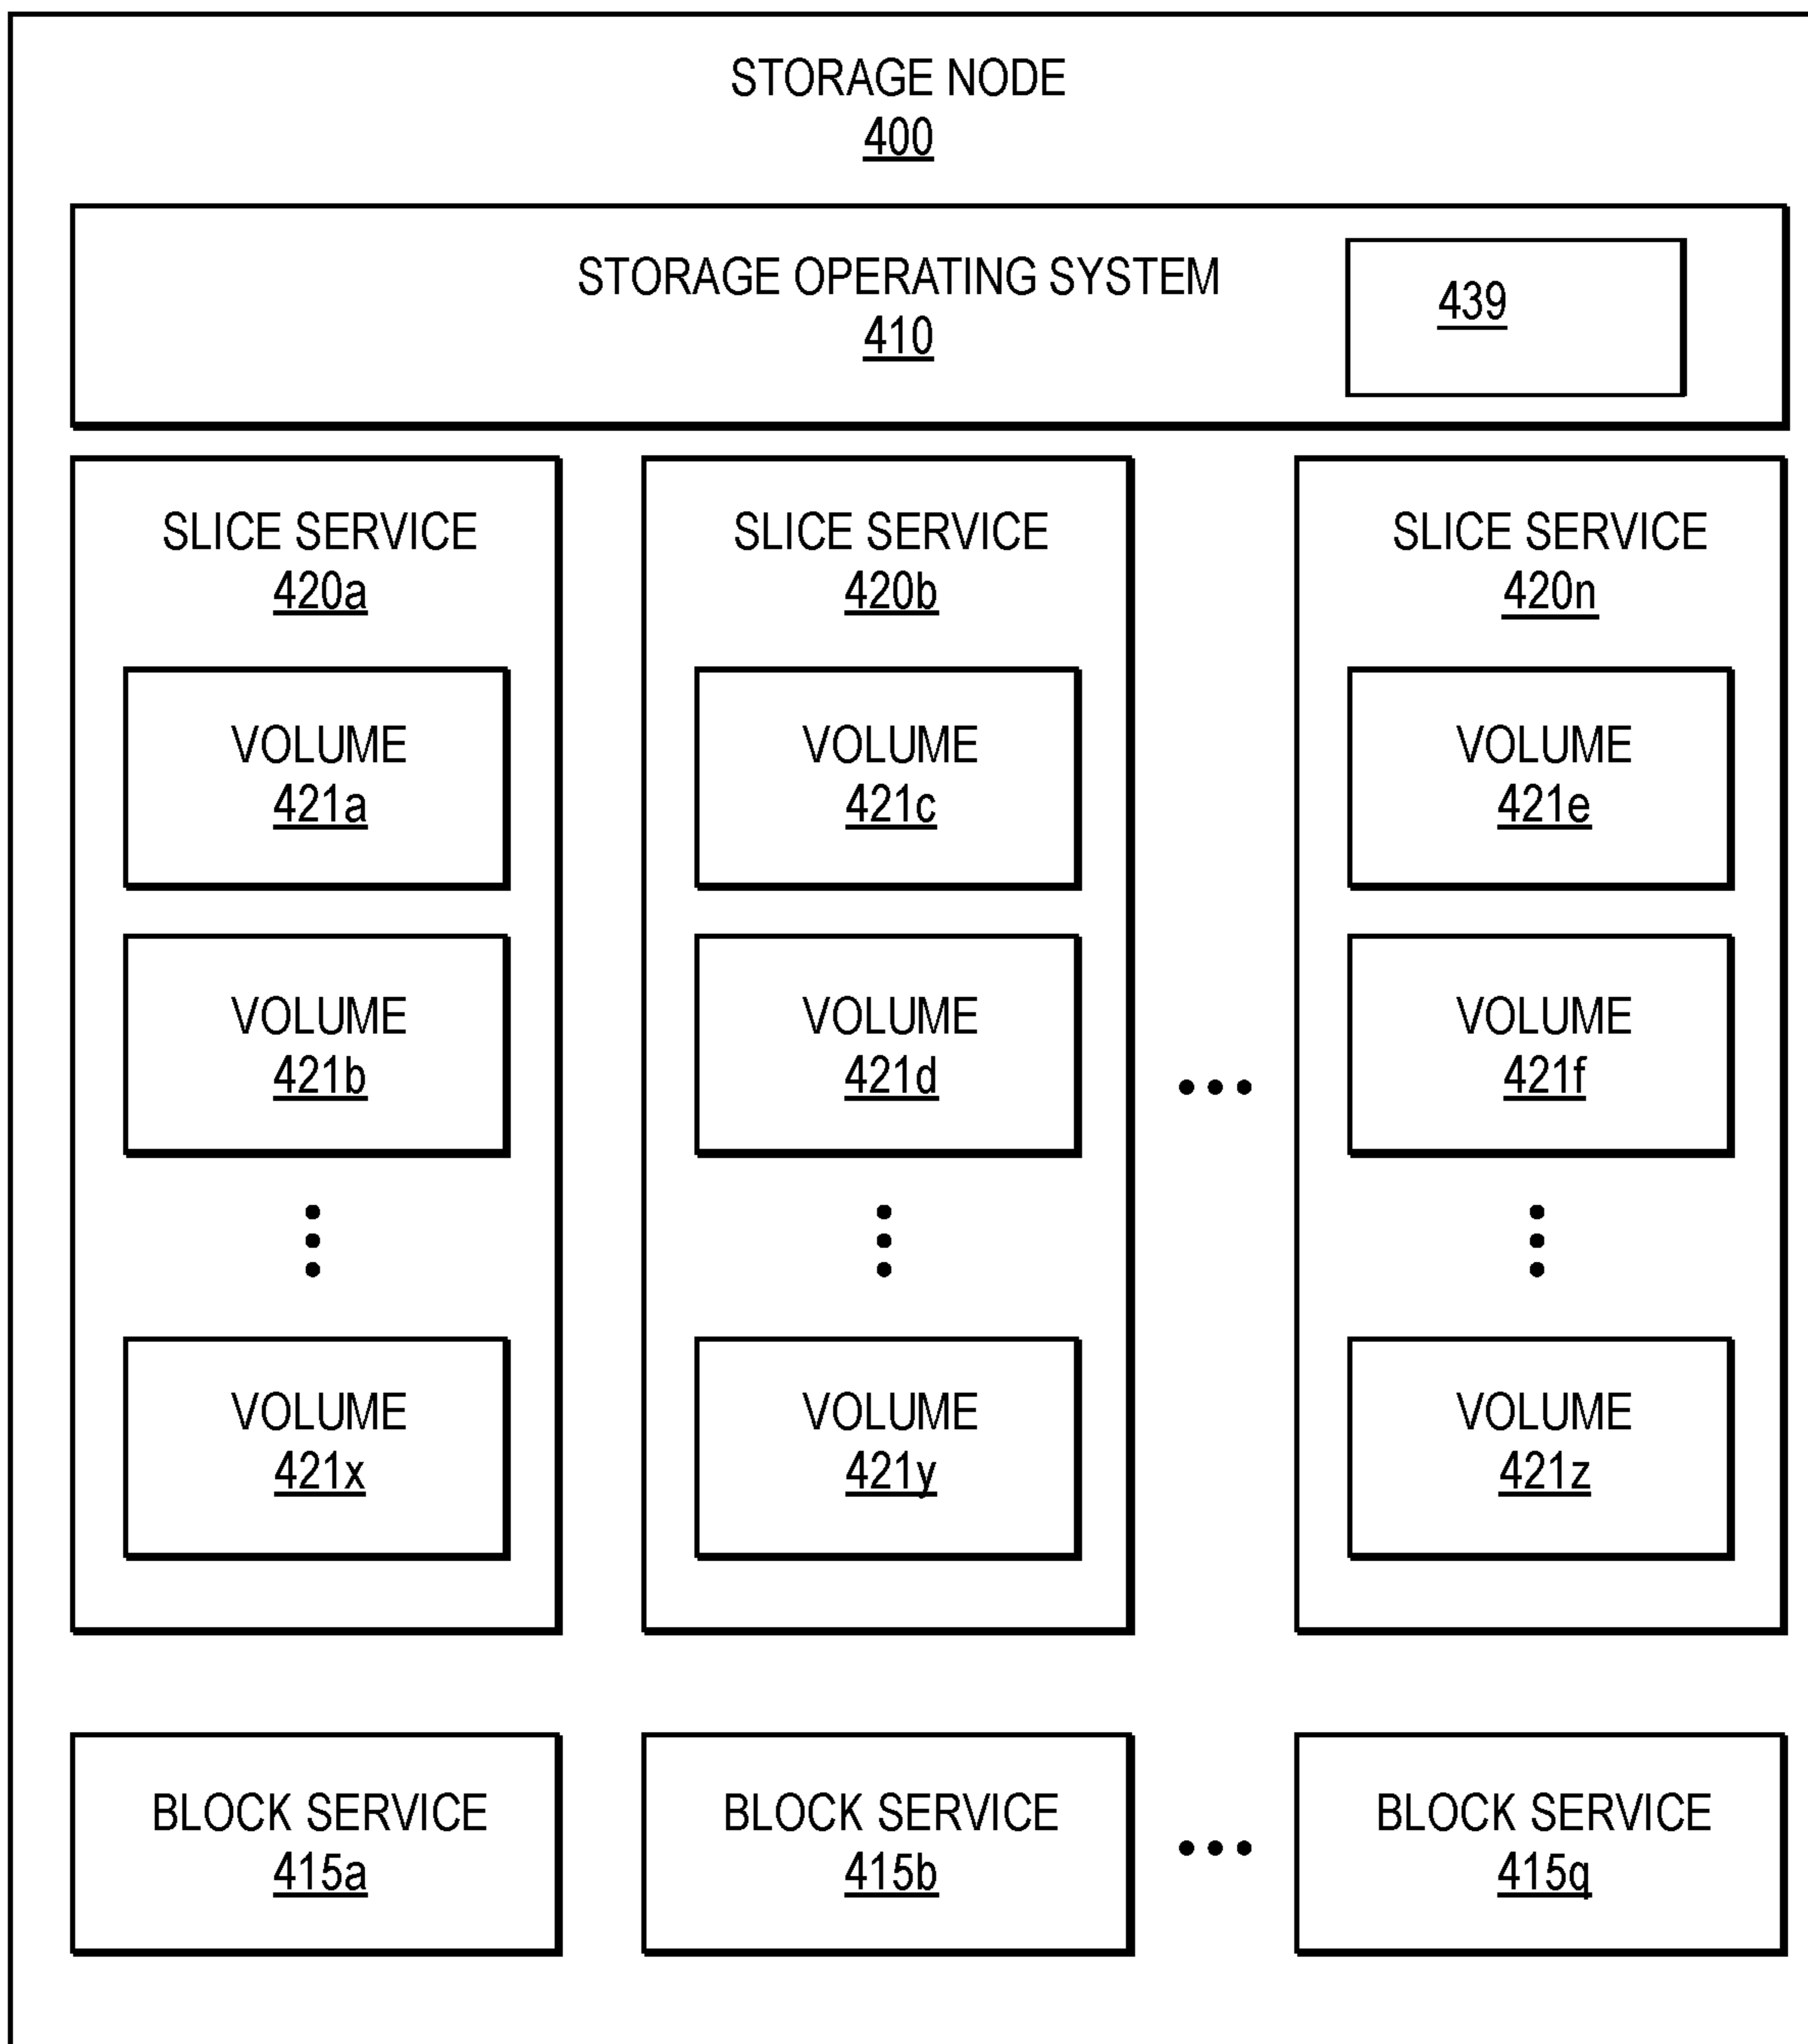 STORAGE NODE
400
STORAGE OPERATING SYSTEM
410
439
SLICE SERVICE
420a
VOLUME
421a
VOLUME
421b
VOLUME
421x
SLICE SERVICE
420b
VOLUME
421c
VOLUME
421d
VOLUME
421y
SLICE SERVICE
420n
VOLUME
421e
VOLUME
421f
VOLUME
421z
BLOCK SERVICE
415a
BLOCK SERVICE
415b
BLOCK SERVICE
415q